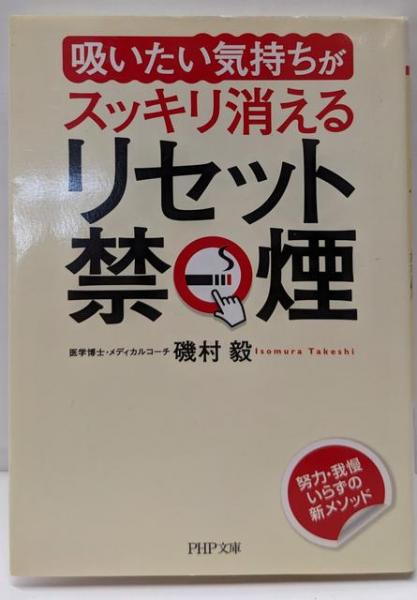 吸いたい気持ちが
スッキリ消える
リセット
禁煙
医学博士・メディカルコーチ 磯村 毅 Isomura Takeshi
努力・我慢
いらずの
新メソッド
PHP文庫